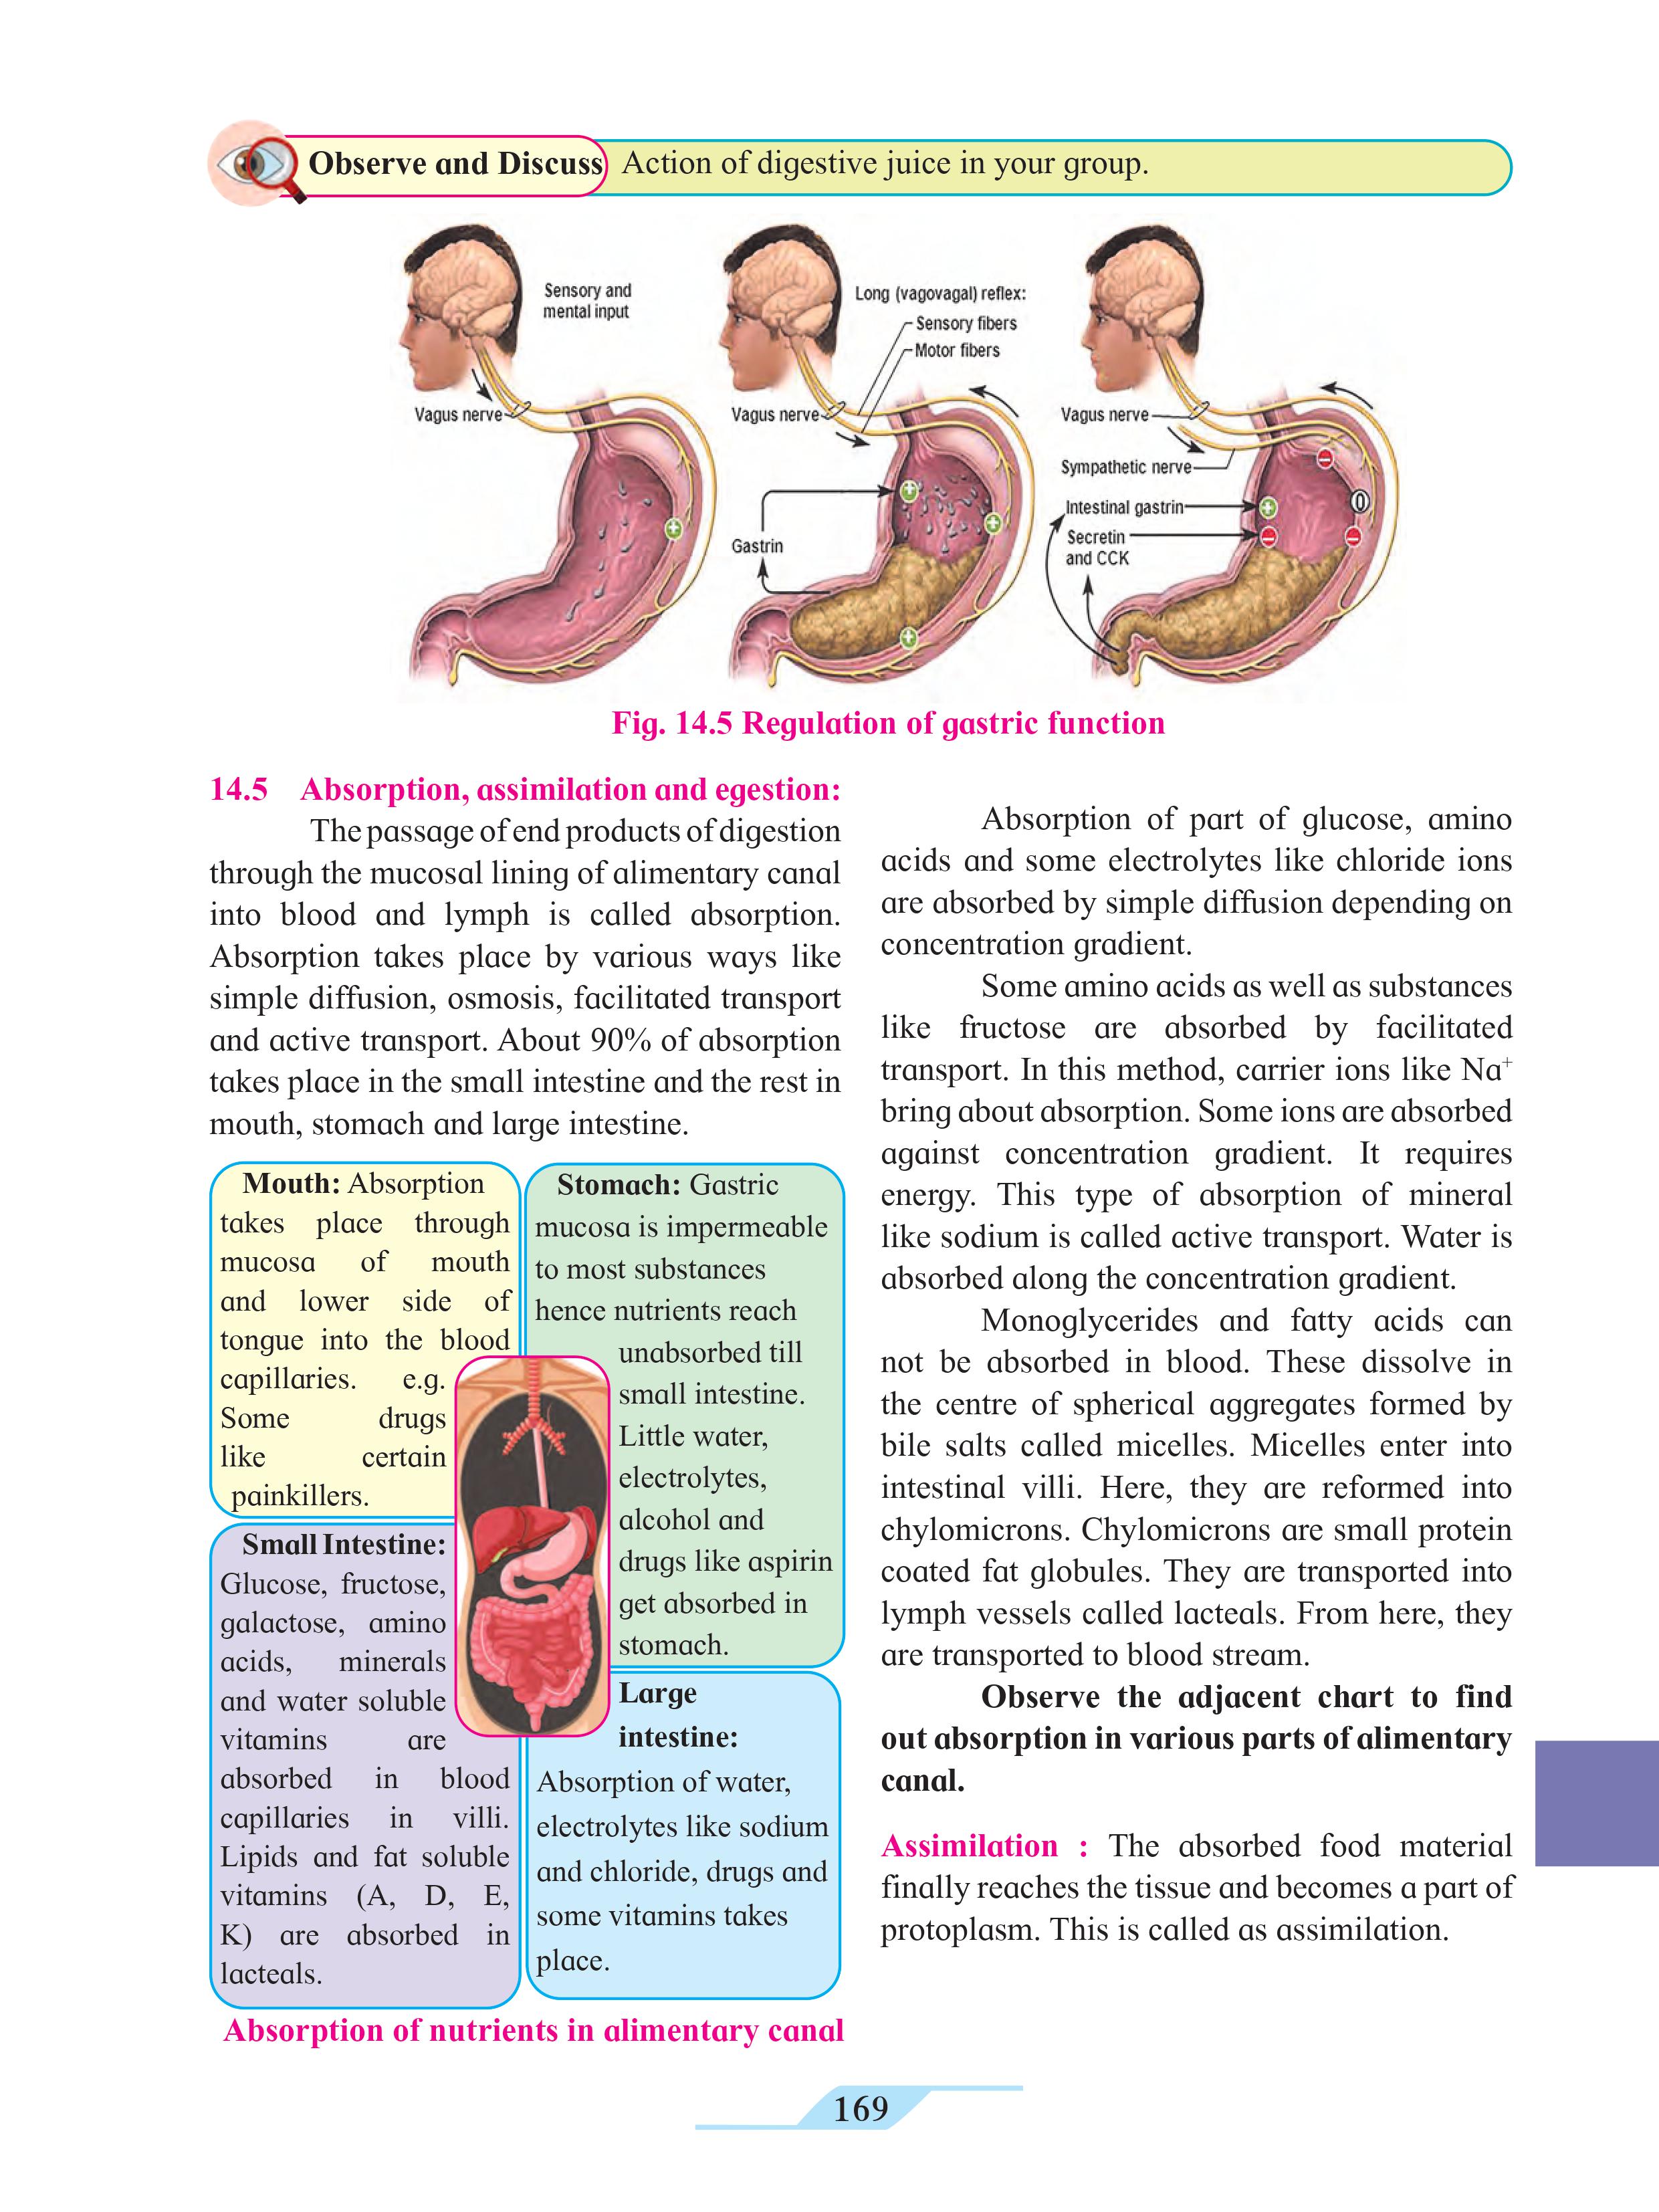 Observe and Discuss Action of digestive juice in your group.
Sensory and
mental input
Vagus nerve
Long (vagovagal) reflex:
Sensory fibers
Motor fibers
Vagus nerve
Gastrin
Vagus nerve
Sympathetic nerve
Intestinal gastrin
Secretin
and CCK
0
Fig. 14.5 Regulation of gastric function
14.5 Absorption, assimilation and egestion:
The passage of end products of digestion
through the mucosal lining of alimentary canal
into blood and lymph is called absorption.
Absorption takes place by various ways like
simple diffusion, osmosis, facilitated transport
and active transport. About 90% of absorption
takes place in the small intestine and the rest in
mouth, stomach and large intestine.
Mouth: Absorption
takes place through
mucosa of mouth
and lower side of
tongue into the blood
capillaries. e.g.
Some drugs
like certain
painkillers.
Stomach: Gastric
mucosa is impermeable
to most substances
hence nutrients reach
unabsorbed till
small intestine.
Little water,
electrolytes,
alcohol and
drugs like aspirin
get absorbed in
stomach.
Small Intestine:
Glucose, fructose,
galactose, amino
acids, minerals
and water soluble
vitamins are
absorbed in blood
capillaries in villi.
Lipids and fat soluble
vitamins (A, D, E,
K) are absorbed in
lacteals.
Large
intestine:
Absorption of water,
electrolytes like sodium
and chloride, drugs and
some vitamins takes
place.
Absorption of nutrients in alimentary canal
Absorption of part of glucose, amino
acids and some electrolytes like chloride ions
are absorbed by simple diffusion depending on
concentration gradient.
Some amino acids as well as substances
like fructose are absorbed by facilitated
transport. In this method, carrier ions like Na⁺
bring about absorption. Some ions are absorbed
against concentration gradient. It requires
energy. This type of absorption of mineral
like sodium is called active transport. Water is
absorbed along the concentration gradient.
Monoglycerides and fatty acids can
not be absorbed in blood. These dissolve in
the centre of spherical aggregates formed by
bile salts called micelles. Micelles enter into
intestinal villi. Here, they are reformed into
chylomicrons. Chylomicrons are small protein
coated fat globules. They are transported into
lymph vessels called lacteals. From here, they
are transported to blood stream.
Observe the adjacent chart to find
out absorption in various parts of alimentary
canal.
Assimilation : The absorbed food material
finally reaches the tissue and becomes a part of
protoplasm. This is called as assimilation.
169